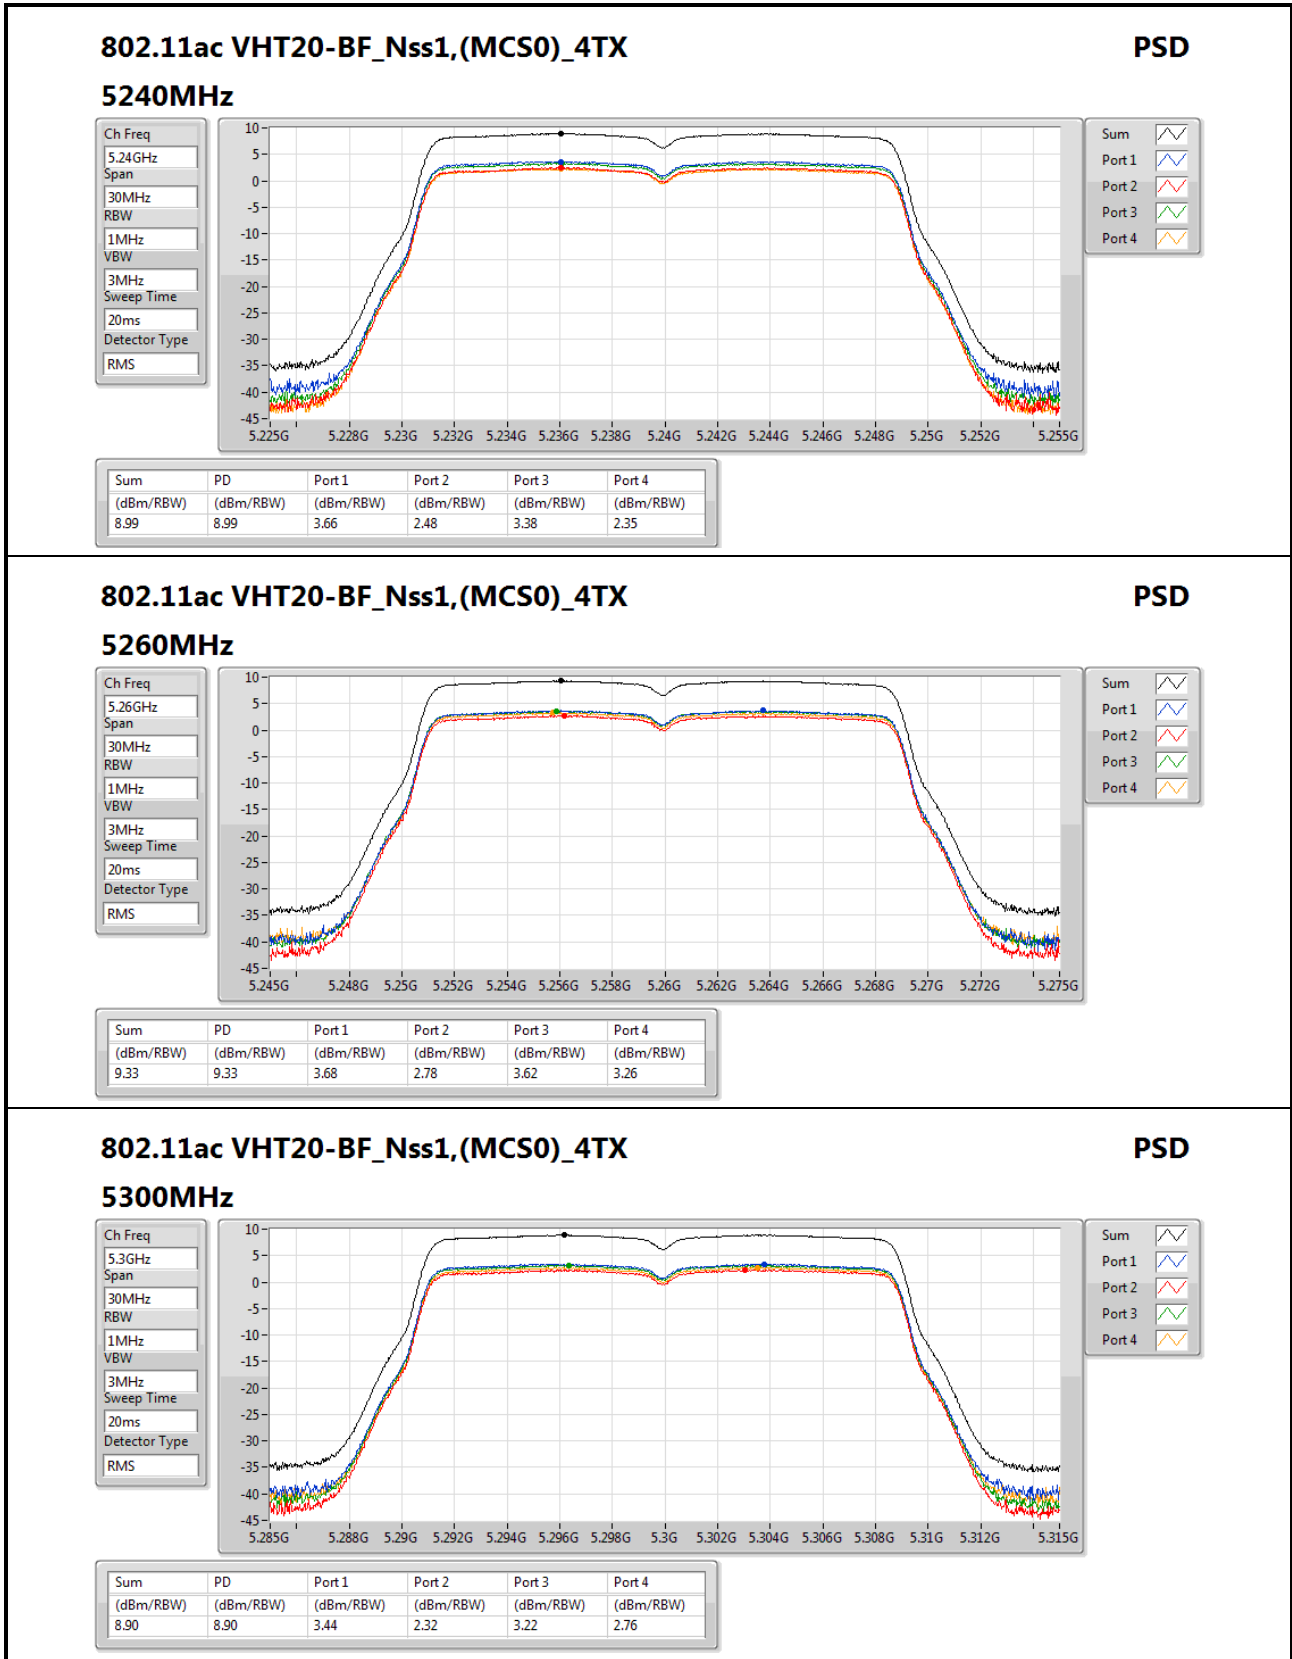 802.11ac VHT20-BF_Nss1,(MCS0)_4TX PSD
5240MHz
Ch Freq
5.24GHz
Span
30MHz
RBW
1MHz
VBW
3MHz
Sweep Time
20ms
Detector Type
RMS
10
5
0
-5
-10
-15
-20
-25
-30
-35
-40
-45
5.225G 5.228G 5.23G 5.232G 5.234G 5.236G 5.238G 5.24G 5.242G 5.244G 5.246G 5.248G 5.25G 5.252G 5.255G
Sum
Port 1
Port 2
Port 3
Port 4
Sum PD Port 1 Port 2 Port 3 Port 4
(dBm/RBW) (dBm/RBW) (dBm/RBW) (dBm/RBW) (dBm/RBW) (dBm/RBW)
8.99 8.99 3.66 2.48 3.38 2.35
802.11ac VHT20-BF_Nss1,(MCS0)_4TX PSD
5260MHz
Ch Freq
5.26GHz
Span
30MHz
RBW
1MHz
VBW
3MHz
Sweep Time
20ms
Detector Type
RMS
10
5
0
-5
-10
-15
-20
-25
-30
-35
-40
-45
5.245G 5.248G 5.25G 5.252G 5.254G 5.256G 5.258G 5.26G 5.262G 5.264G 5.266G 5.268G 5.27G 5.272G 5.275G
Sum
Port 1
Port 2
Port 3
Port 4
Sum PD Port 1 Port 2 Port 3 Port 4
(dBm/RBW) (dBm/RBW) (dBm/RBW) (dBm/RBW) (dBm/RBW) (dBm/RBW)
9.33 9.33 3.68 2.78 3.62 3.26
802.11ac VHT20-BF_Nss1,(MCS0)_4TX PSD
5300MHz
Ch Freq
5.3GHz
Span
30MHz
RBW
1MHz
VBW
3MHz
Sweep Time
20ms
Detector Type
RMS
10
5
0
-5
-10
-15
-20
-25
-30
-35
-40
-45
5.285G 5.288G 5.29G 5.292G 5.294G 5.296G 5.298G 5.3G 5.302G 5.304G 5.306G 5.308G 5.31G 5.312G 5.315G
Sum
Port 1
Port 2
Port 3
Port 4
Sum PD Port 1 Port 2 Port 3 Port 4
(dBm/RBW) (dBm/RBW) (dBm/RBW) (dBm/RBW) (dBm/RBW) (dBm/RBW)
8.90 8.90 3.44 2.32 3.22 2.76